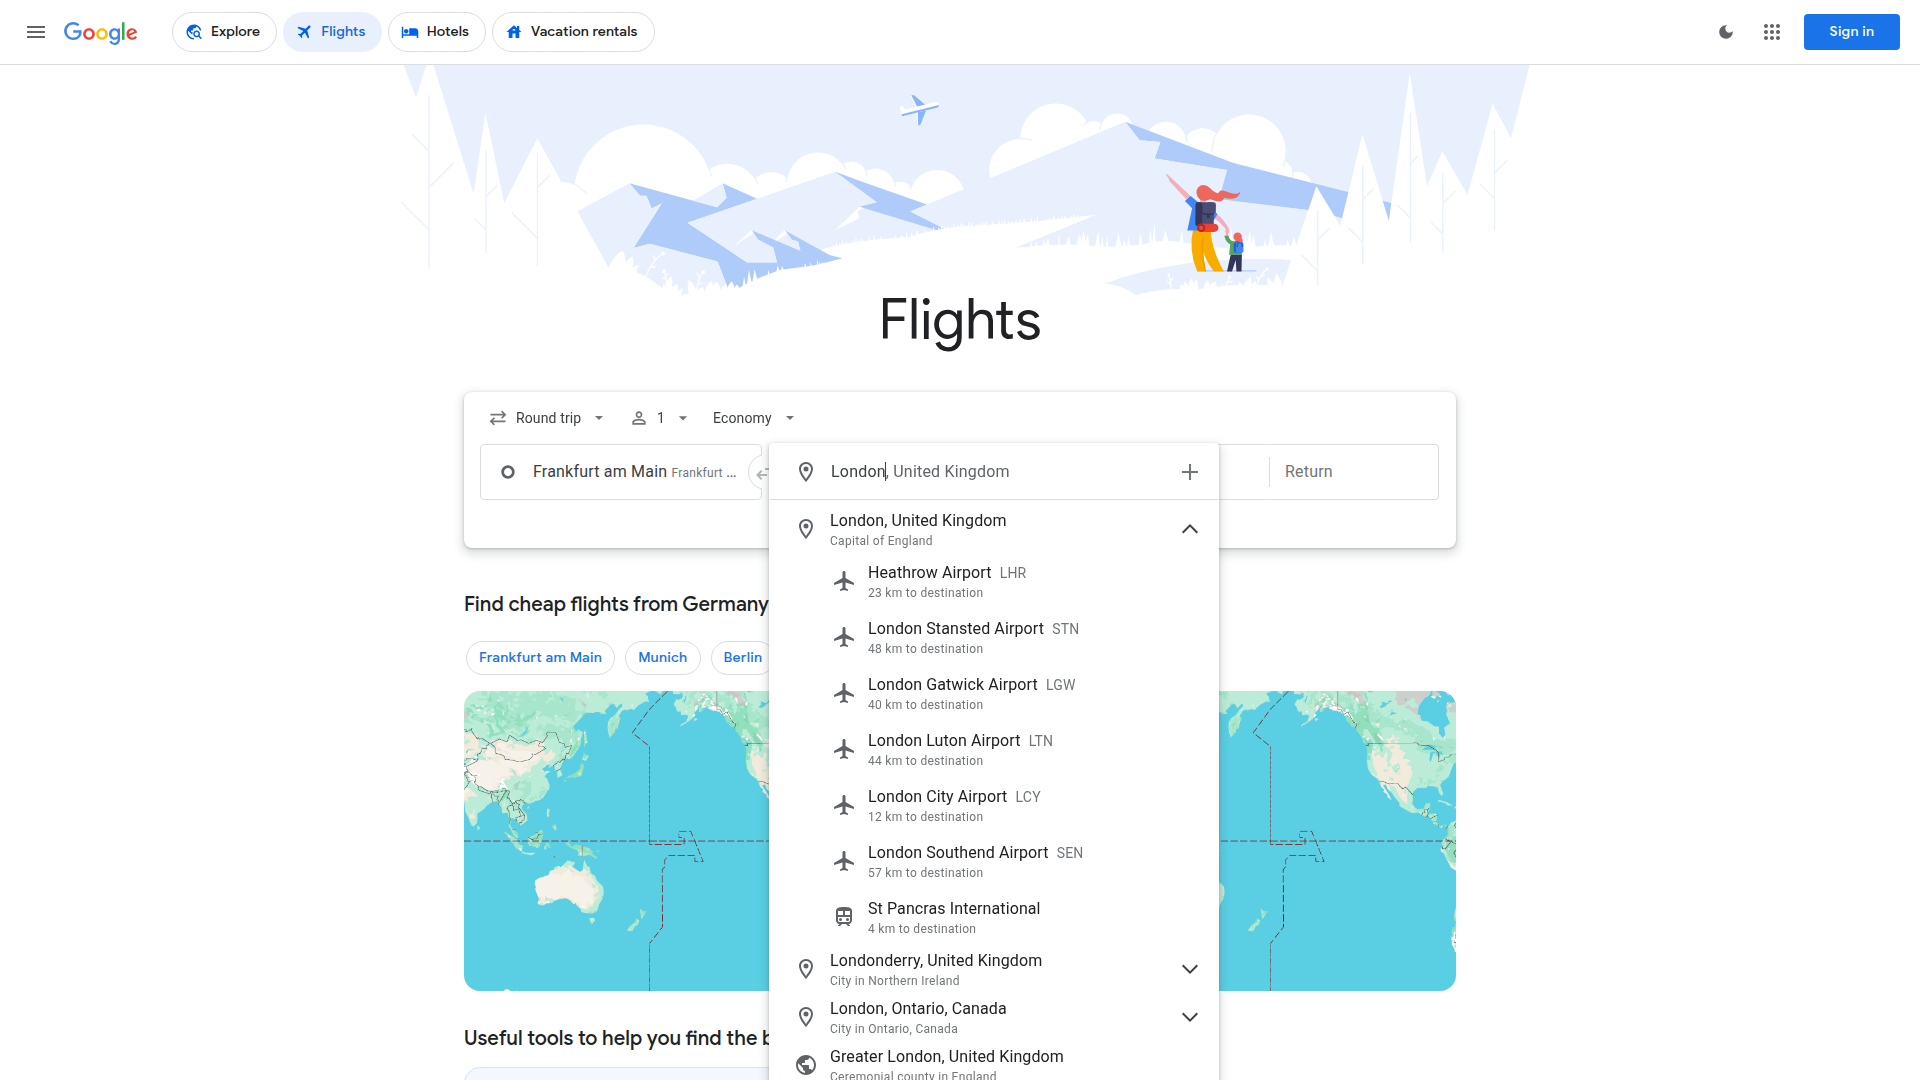 Google
Explore
Flights
Hotels
Vacation rentals
Sign in
Flights
Round trip
1
Economy
Frankfurt am Main Frankfurt ...
London, United Kingdom
Return
London, United Kingdom
Capital of England
Heathrow Airport LHR
23 km to destination
London Stansted Airport STN
48 km to destination
London Gatwick Airport LGW
40 km to destination
London Luton Airport LTN
44 km to destination
London City Airport LCY
12 km to destination
London Southend Airport SEN
57 km to destination
St Pancras International
4 km to destination
Londonderry, United Kingdom
City in Northern Ireland
London, Ontario, Canada
City in Ontario, Canada
Greater London, United Kingdom
Ceremonial county in England
Find cheap flights from Germany
Frankfurt am Main
Munich
Berlin
Useful tools to help you find the